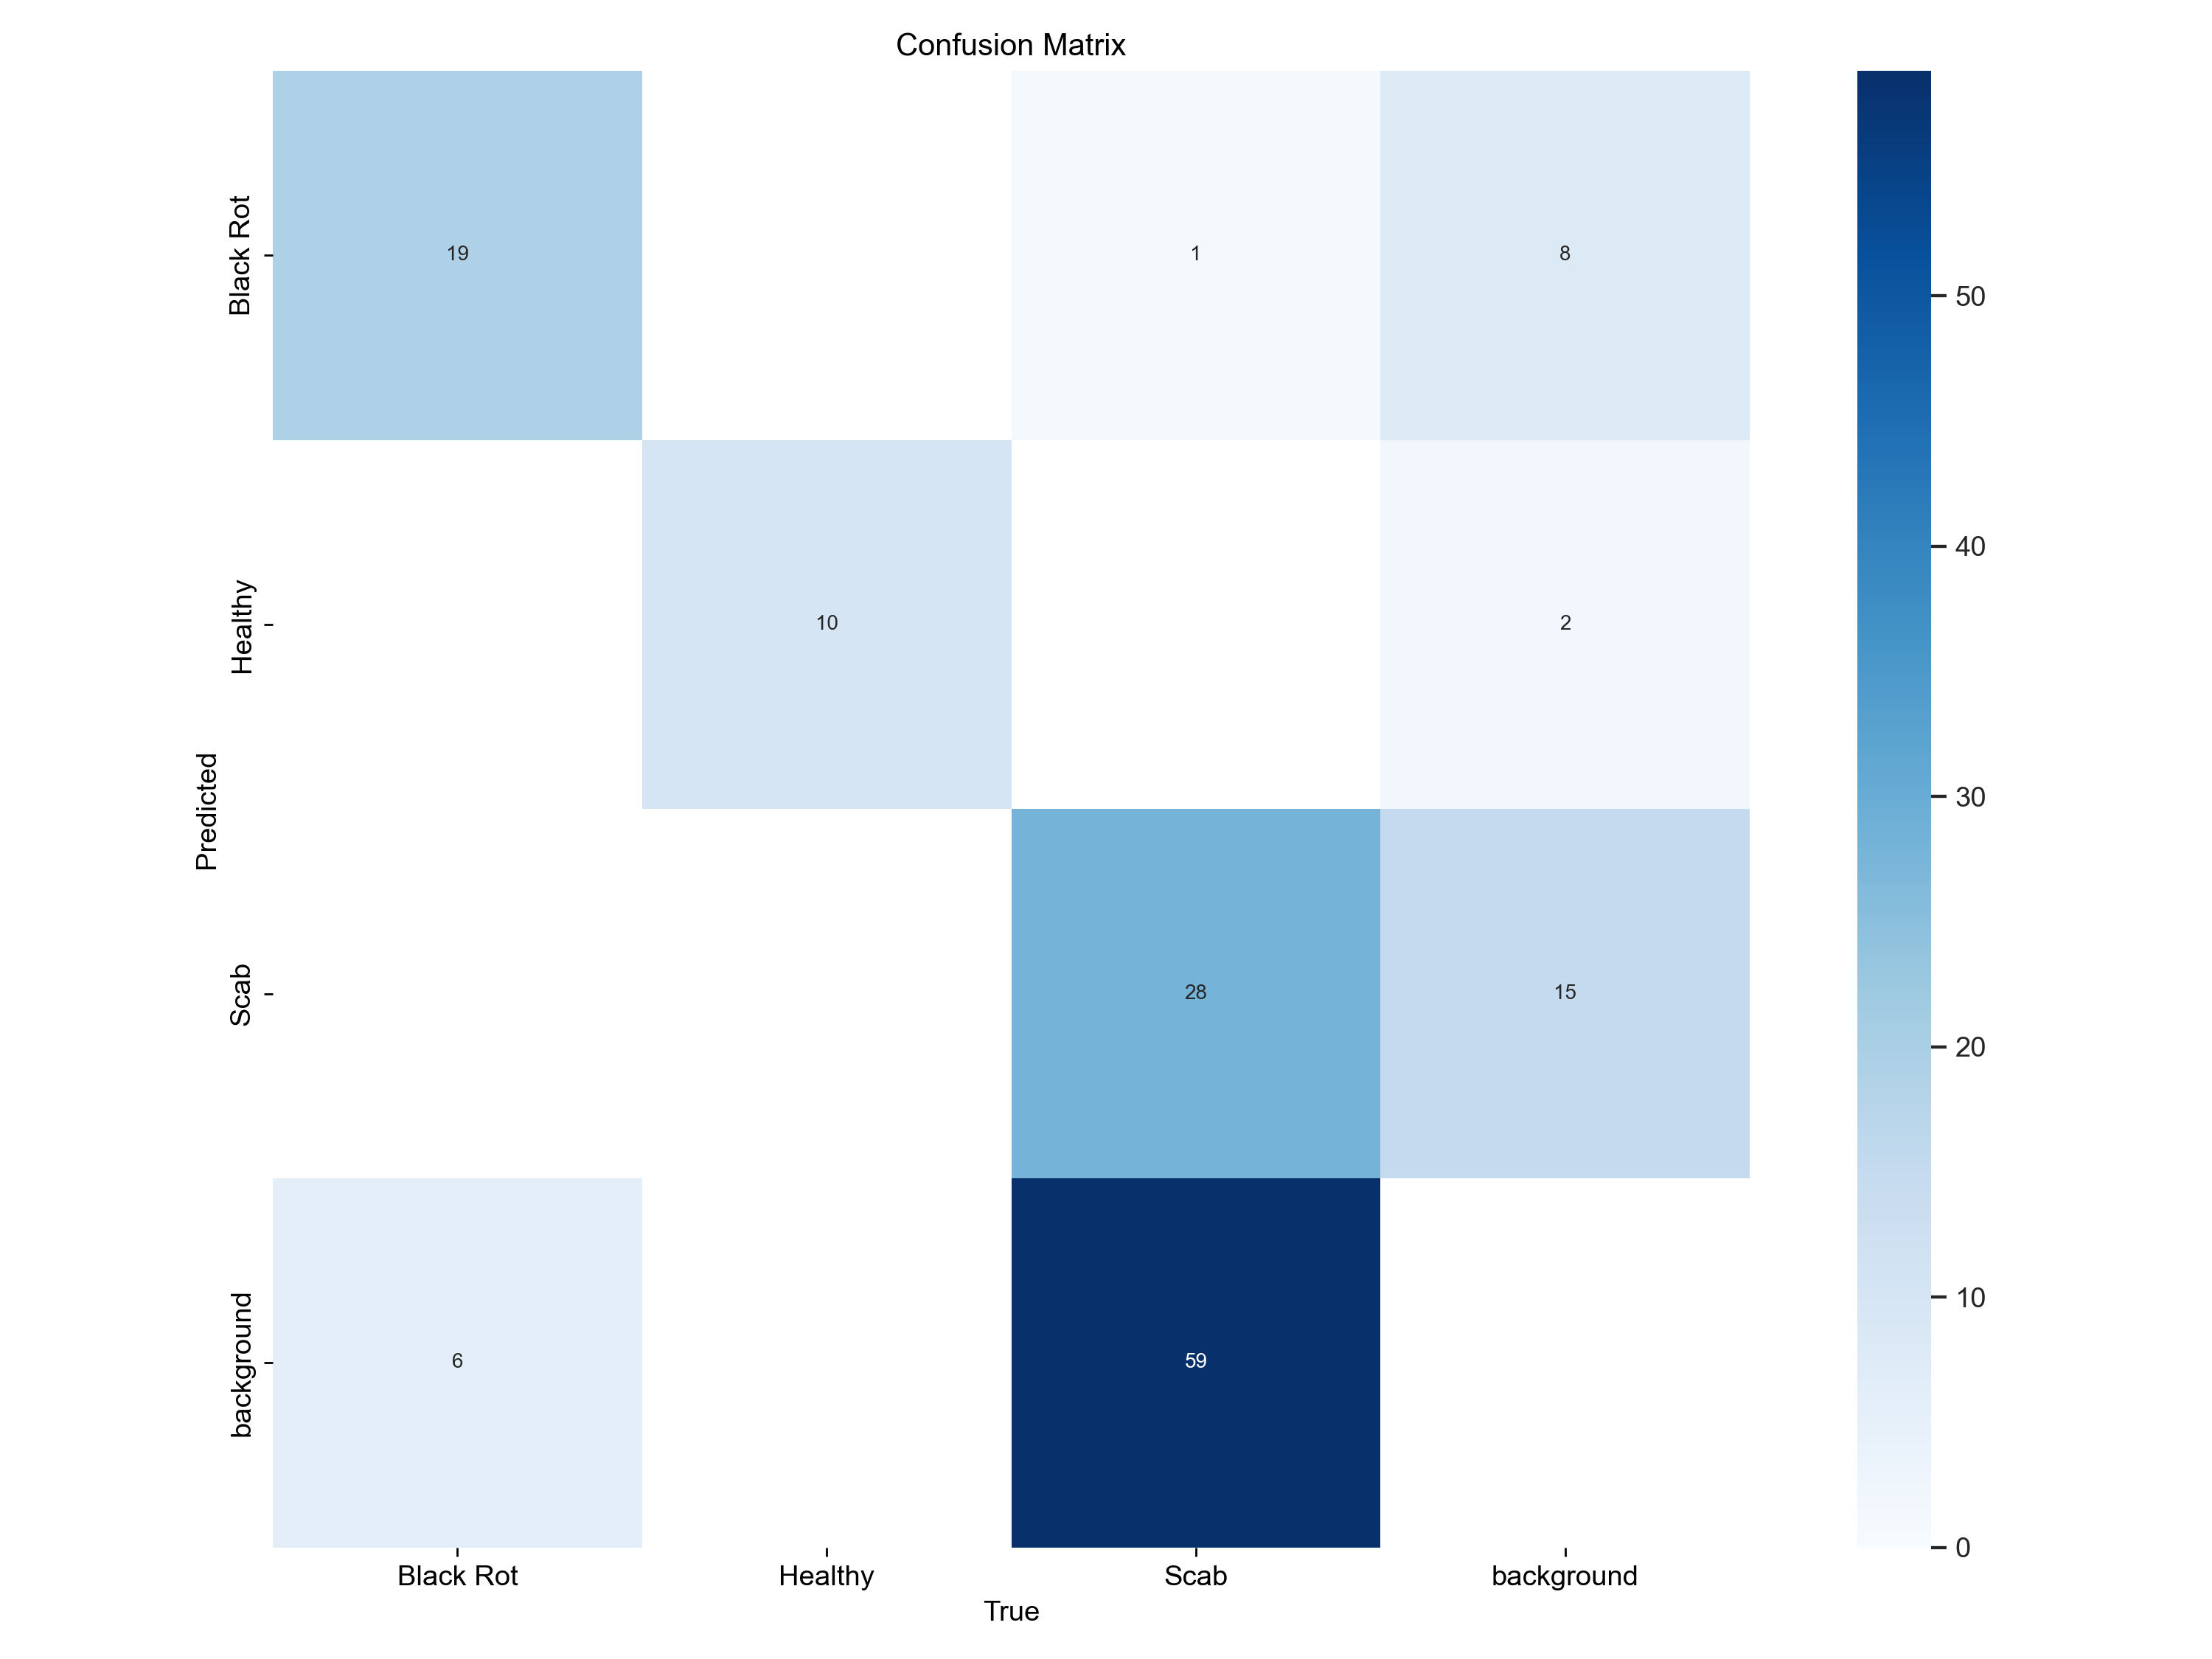 Confusion Matrix
Black Rot
19
1
8
50
40
Healthy
10
2
Predicted
30
Scab
28
15
20
background
6
59
10
0
Black Rot
Healthy
Scab
background
True